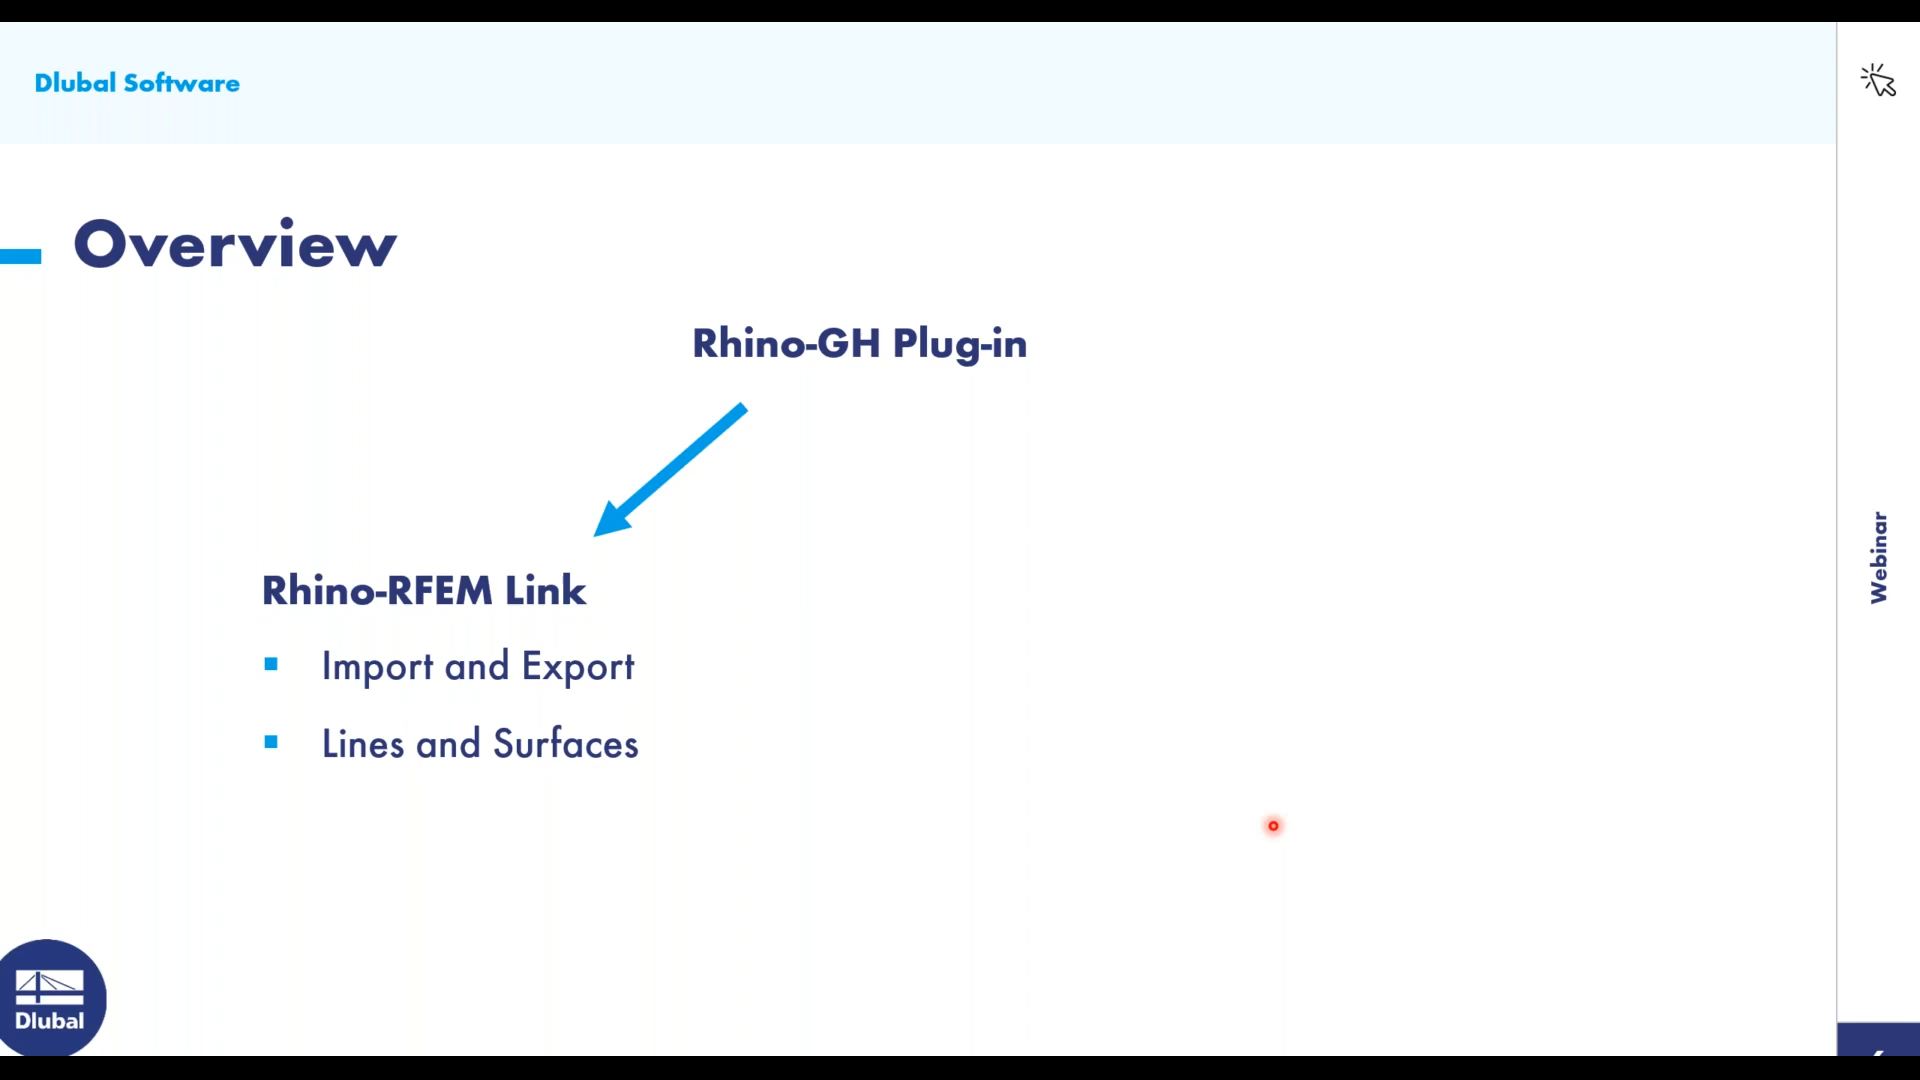 Dlubal Software
Overview
Rhino-GH Plug-in
Rhino-RFEM Link
Import and Export
Lines and Surfaces
Webinar
Dlubal